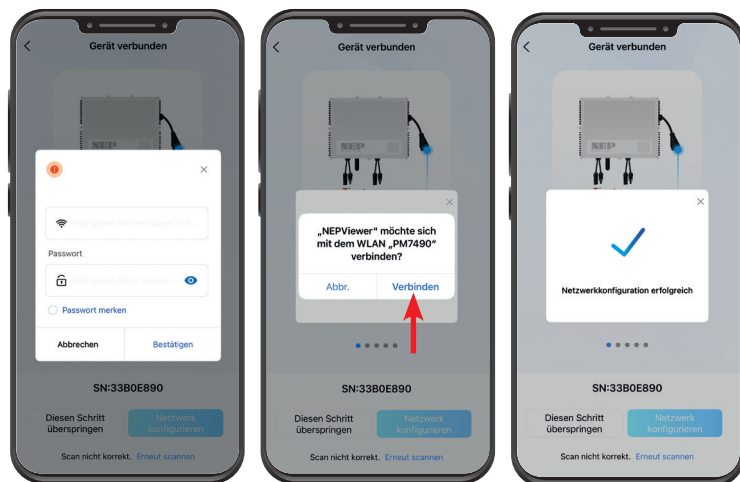 Gerät verbunden
NEP
Passwort
Passwort merken
Abbrechen
Bestätigen
SN:33B0E890
Diesen Schritt
überspringen
Netzwerk
konfigurieren
Scan nicht korrekt. Erneut scannen
Gerät verbunden
NEP
„NEPViewer“ möchte sich
mit dem WLAN „PM7490“
verbinden?
Abbr.
Verbinden
SN:33B0E890
Diesen Schritt
überspringen
Netzwerk
konfigurieren
Scan nicht korrekt. Erneut scannen
Gerät verbunden
NEP
Netzwerkkonfiguration erfolgreich
SN:33B0E890
Diesen Schritt
überspringen
Netzwerk
konfigurieren
Scan nicht korrekt. Erneut scannen